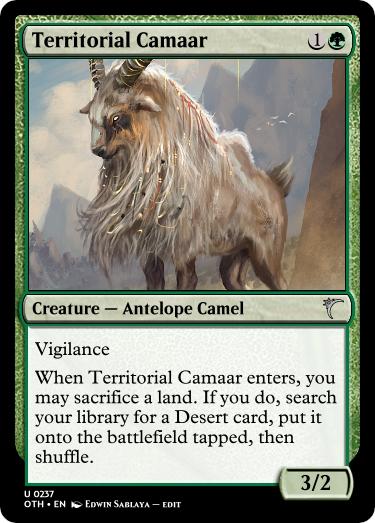 Territorial Camaar 1
Creature — Antelope Camel
Vigilance
When Territorial Camaar enters, you
may sacrifice a land. If you do, search
your library for a Desert card, put it
onto the battlefield tapped, then
shuffle.
3/2
U 0237
OTH • EN Edwin Sablaya — edit